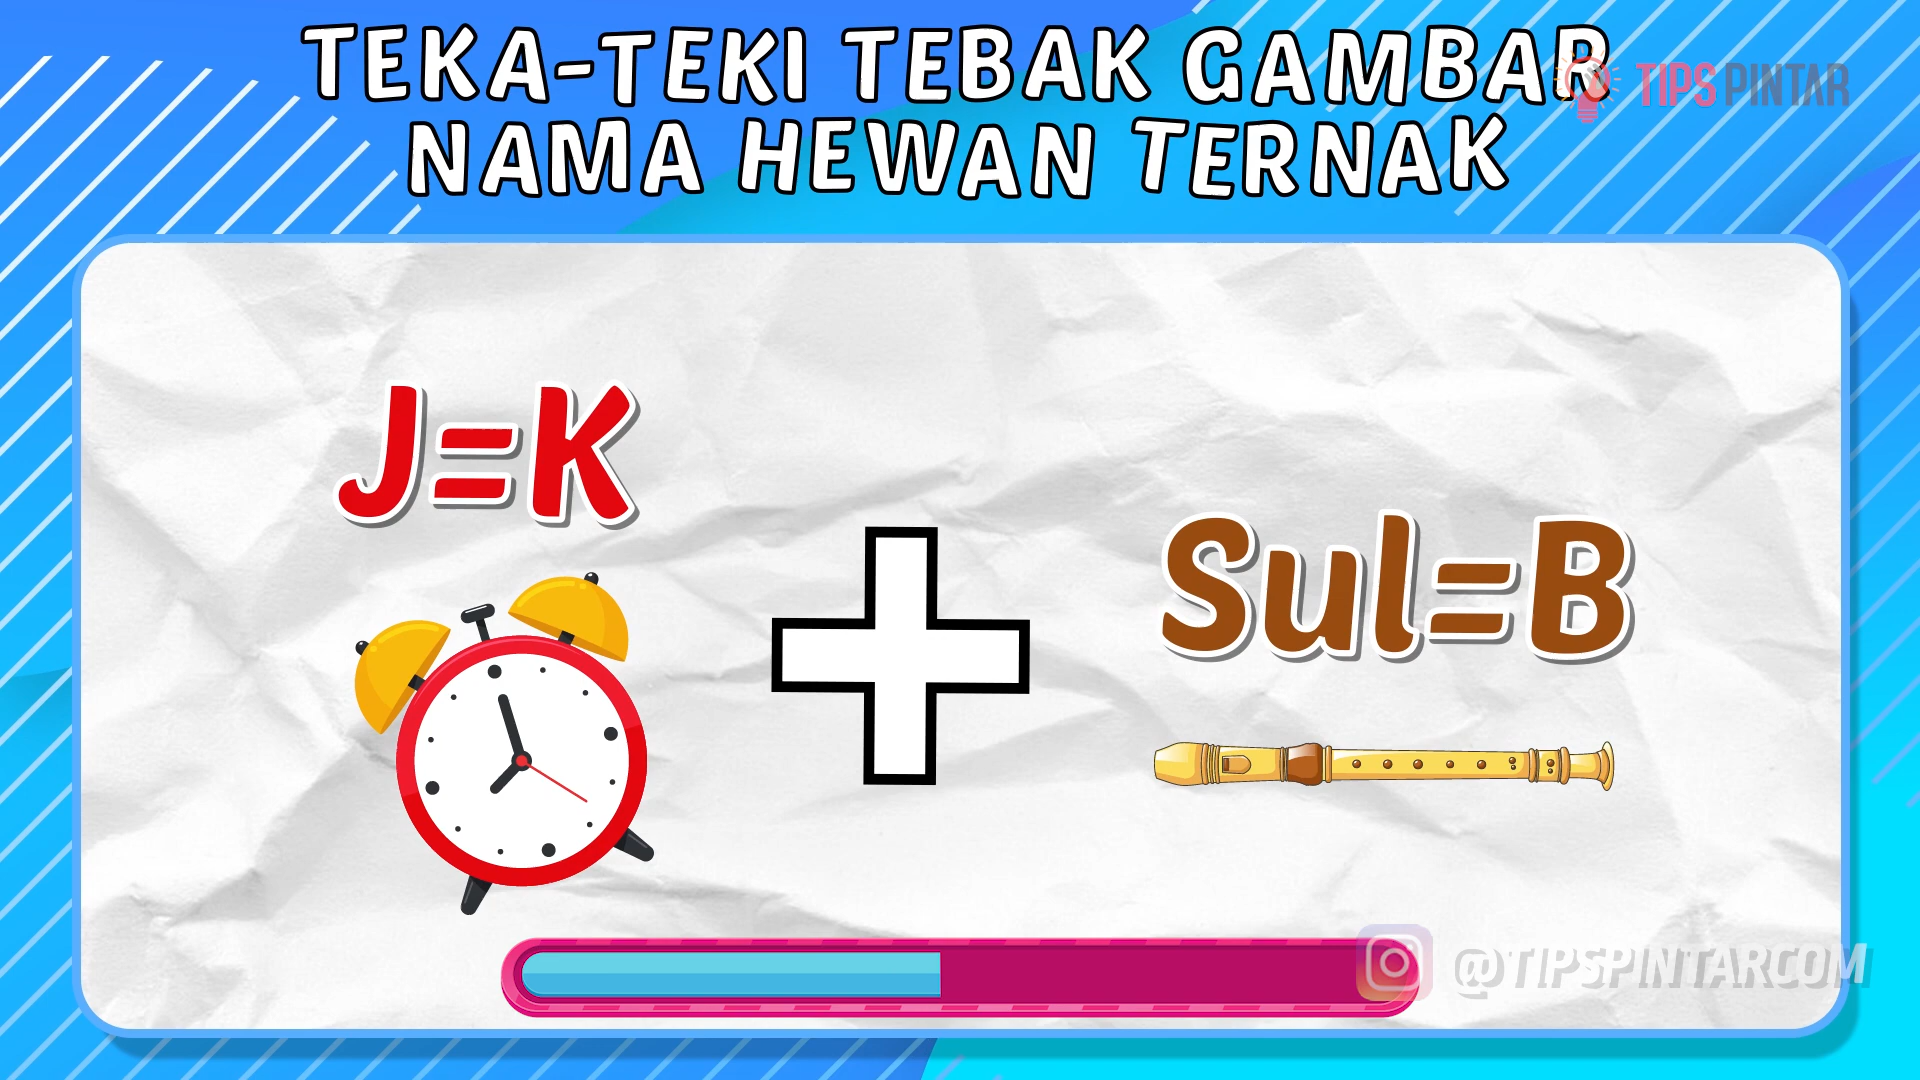 TEKA-TEKI TEBAK GAMBAR
NAMA HEWAN TERNAK
TIPS PINTAR
J=K
Sul=B
@TIPSPINTARCOM